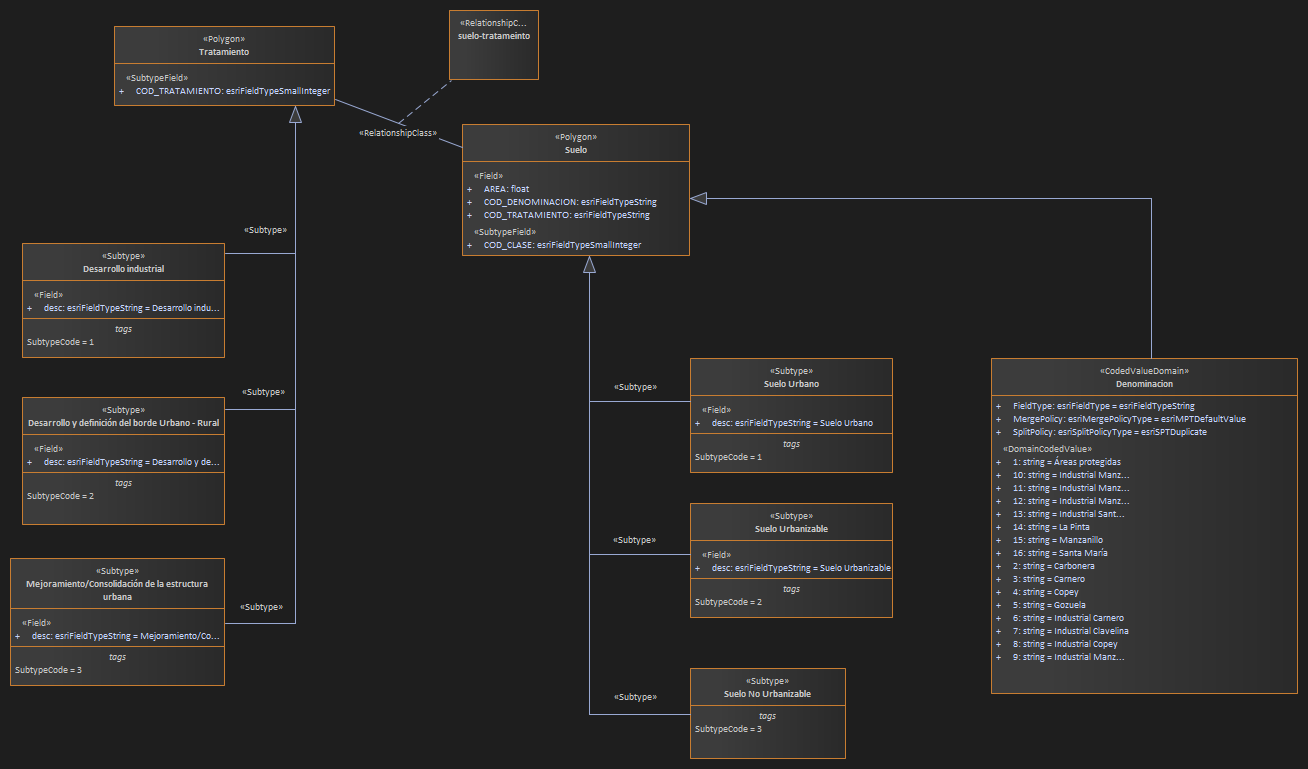 «Polygon»
Tratamiento
«SubtypeField»
+ COD_TRATAMIENTO: esriFieldTypeSmallInteger
«RelationshipC...
suelo-tratameinto
«RelationshipClass»
«Polygon»
Suelo
«Field»
+ AREA: float
+ COD_DENOMINACION: esriFieldTypeString
+ COD_TRATAMIENTO: esriFieldTypeString
«SubtypeField»
+ COD_CLASE: esriFieldTypeSmallInteger
«Subtype»
«Subtype»
Desarrollo industrial
«Field»
+ desc: esriFieldTypeString = Desarrollo indu...
tags
SubtypeCode = 1
«Subtype»
«Subtype»
Desarrollo y definición del borde Urbano - Rural
«Field»
+ desc: esriFieldTypeString = Desarrollo y de...
tags
SubtypeCode = 2
«Subtype»
«Subtype»
Mejoramiento/Consolidación de la estructura
urbana
«Field»
+ desc: esriFieldTypeString = Mejoramiento/Co...
tags
SubtypeCode = 3
«Subtype»
«Subtype»
Suelo Urbano
«Field»
+ desc: esriFieldTypeString = Suelo Urbano
tags
SubtypeCode = 1
«Subtype»
«Subtype»
Suelo Urbanizable
«Field»
+ desc: esriFieldTypeString = Suelo Urbanizable
tags
SubtypeCode = 2
«Subtype»
«Subtype»
Suelo No Urbanizable
tags
SubtypeCode = 3
«CodedValueDomain»
Denominacion
+ FieldType: esriFieldType = esriFieldTypeString
+ MergePolicy: esriMergePolicyType = esriMPTDefaultValue
+ SplitPolicy: esriSplitPolicyType = esriSPTDuplicate
«DomainCodedValue»
+ 1: string = Áreas protegidas
+ 10: string = Industrial Manz...
+ 11: string = Industrial Manz...
+ 12: string = Industrial Manz...
+ 13: string = Industrial Sant...
+ 14: string = La Pinta
+ 15: string = Manzanillo
+ 16: string = Santa María
+ 2: string = Carbonera
+ 3: string = Carnero
+ 4: string = Copey
+ 5: string = Gozuela
+ 6: string = Industrial Carnero
+ 7: string = Industrial Clavelina
+ 8: string = Industrial Copey
+ 9: string = Industrial Manz...